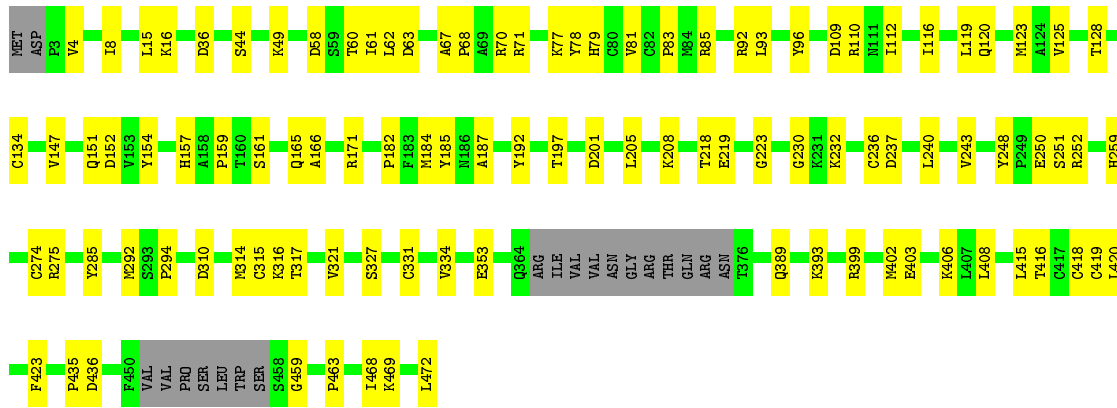 MET ASP P3 V4 I8 L15 K16 D36 S44 K49 D58 S59 T60 I61 L62 D63 A67 P68 A69 R70 R71 K77 Y78 H79 C80 V81 C82 P83 M84 R85 R92 L93 Y96 D109 R110 N111 I112 I116 L119 Q120 M123 A124 V125 T128
C134 V147 Q151 D152 V153 Y154 H157 A158 P159 T160 S161 Q165 A166 R171 P182 F183 M184 Y185 N186 A187 Y192 T197 D201 L205 K208 T218 E219 G223 G230 K231 K232 C236 D237 L240 V243 Y248 P249 E250 S251 R252 H259
C274 R275 Y285 M292 S293 P294 D310 M314 C315 K316 T317 V321 S327 C331 V334 E353 Q364 ARG ILE VAL VAL ASN GLY ARG THR GLN ARG ASN T376 Q389 K393 R399 M402 E403 K406 L407 L408 L415 T416 C417 C418 C419 L420
F423 P435 D436 F450 VAL VAL PRO SER LEU TRP SER S458 G459 P463 I468 K469 L472